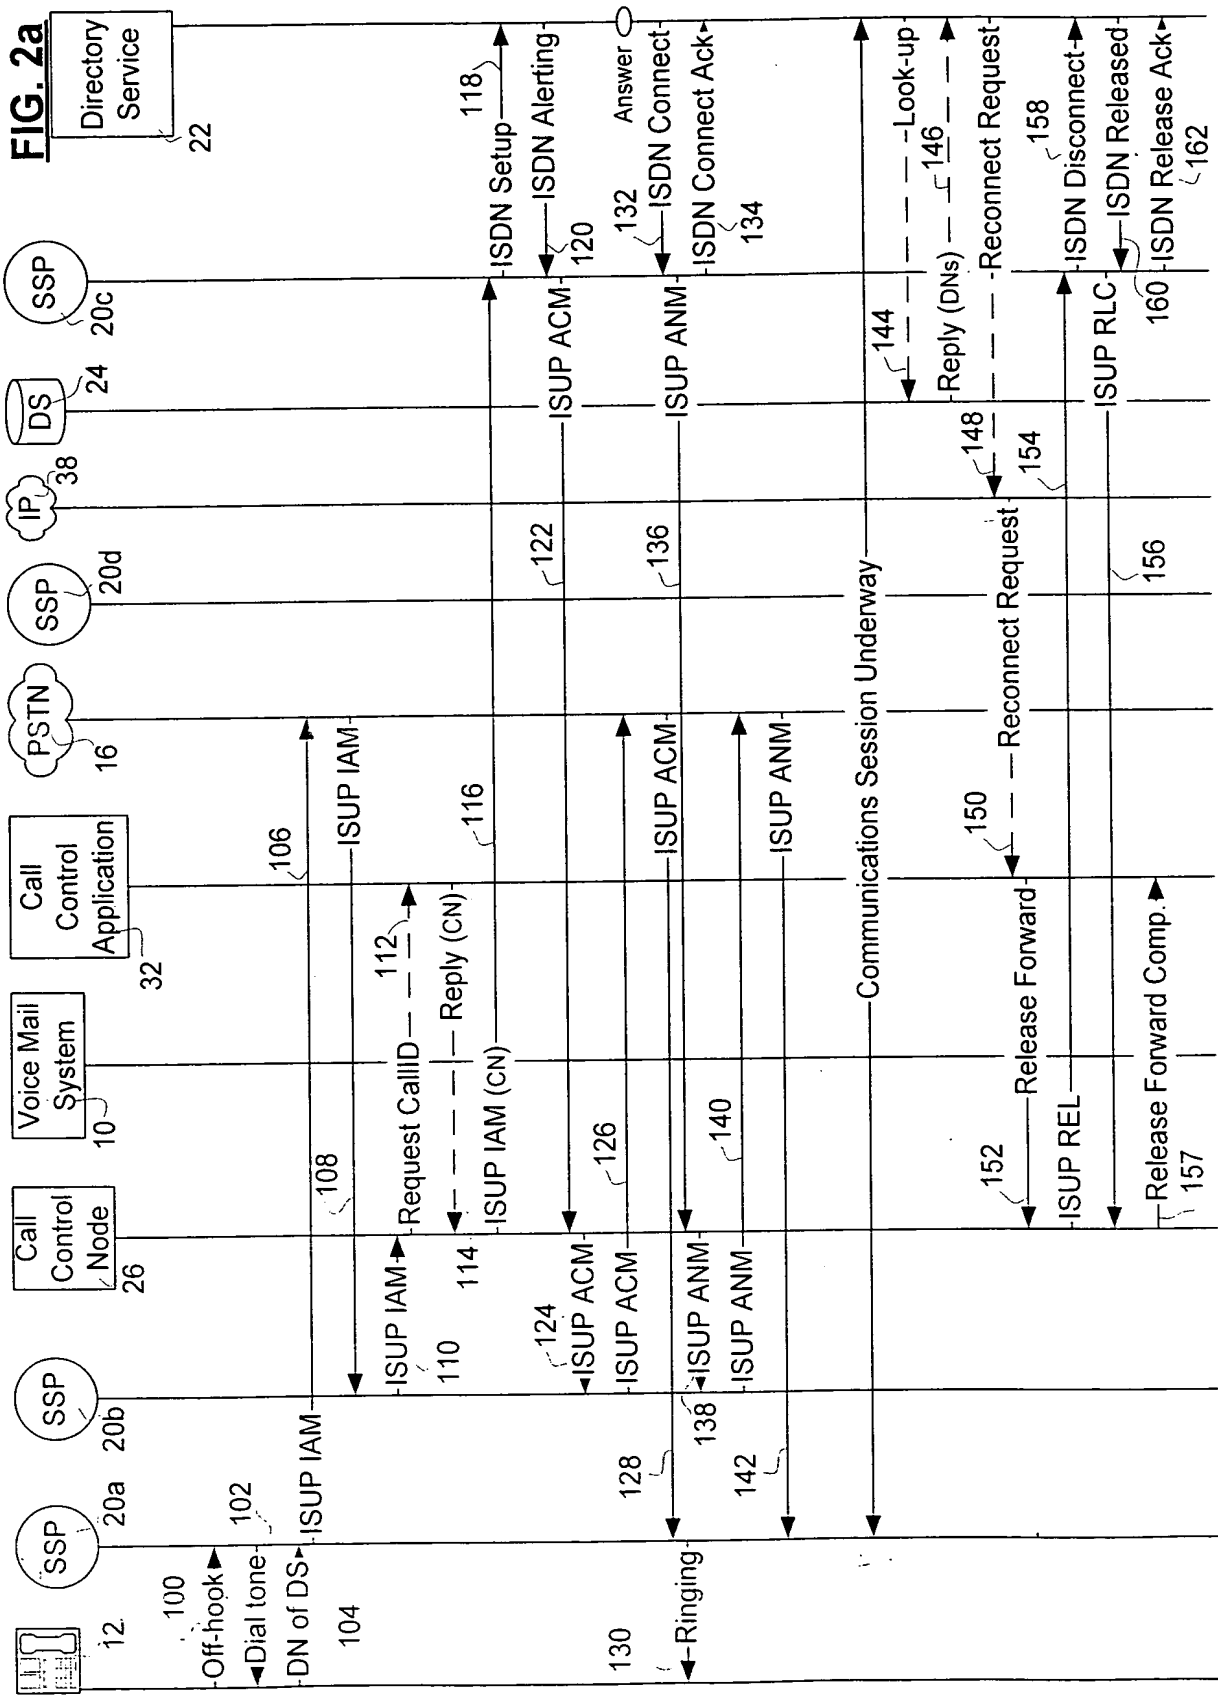 FIG. 2a
12
SSP
20a
SSP
20b
Call
Control
Node
26
Voice Mail
System
10
Call
Control
Application
32
PSTN
16
SSP
20d
IP
38
DS
24
SSP
20c
Directory
Service
22
100
Off-hook
Dial tone
102
DN of DS
104
ISUP IAM
106
108
ISUP IAM
ISUP IAM
110
Request CallID
112
114
Reply (CN)
ISUP IAM (CN)
116
ISDN Setup
118
ISDN Alerting
120
ISUP ACM
122
124
ISUP ACM
ISUP ACM
126
128
ISUP ACM
130
Ringing
Answer
132
ISDN Connect
ISDN Connect Ack
134
ISUP ANM
136
138
ISUP ANM
ISUP ANM
140
142
ISUP ANM
Communications Session Underway
144
Look-up
Reply (DNs)
146
148
Reconnect Request
150
Reconnect Request
152
Release Forward
ISUP REL
154
ISDN Disconnect
158
ISUP RLC
156
160
ISDN Released
ISDN Release Ack
162
Release Forward Comp.
157